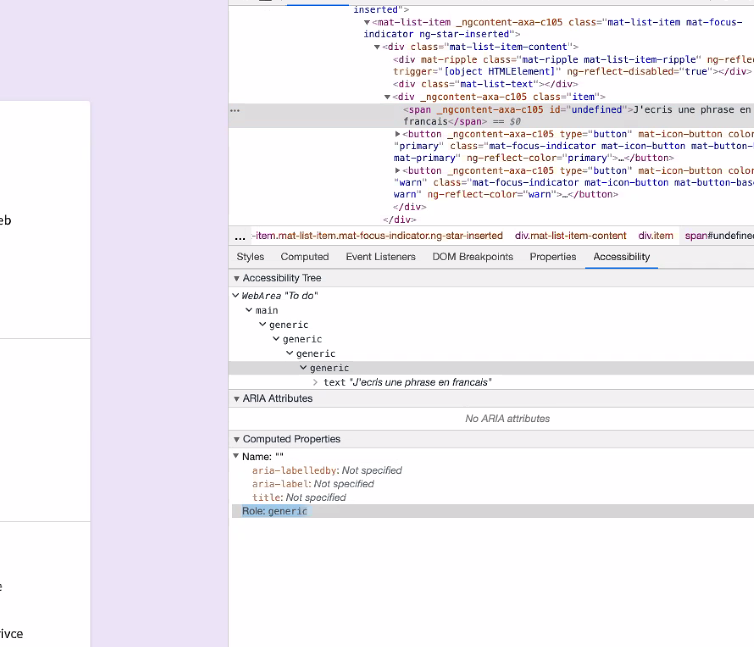 inserted">
▼<mat-list-item _ngcontent-axa-c105 class="mat-list-item mat-focus-
indicator ng-star-inserted">
▼<div class="mat-list-item-content">
<div mat-ripple class="mat-ripple mat-list-item-ripple" ng-refle
trigger="[object HTMLElement]" ng-reflect-disabled="true"></div>
<div class="mat-list-text"></div>
▼<div _ngcontent-axa-c105 class="item">
… <span _ngcontent-axa-c105 id="undefined">J'ecris une phrase en
francais</span> == $0
▶<button _ngcontent-axa-c105 type="button" mat-icon-button color
"primary" class="mat-focus-indicator mat-icon-button mat-button-
mat-primary" ng-reflect-color="primary">…</button>
▶<button _ngcontent-axa-c105 type="button" mat-icon-button color
"warn" class="mat-focus-indicator mat-icon-button mat-button-bas
warn" ng-reflect-color="warn">…</button>
</div>
</div>
eb
… -item.mat-list-item.mat-focus-indicator.ng-star-inserted div.mat-list-item-content div.item span#undefine
Styles Computed Event Listeners DOM Breakpoints Properties Accessibility
▼ Accessibility Tree
WebArea "To do"
main
generic
generic
generic
generic
text "J'ecris une phrase en francais"
▼ ARIA Attributes
No ARIA attributes
▼ Computed Properties
▼ Name: ""
aria-labelledby: Not specified
aria-label: Not specified
title: Not specified
Role: generic
e
ivce